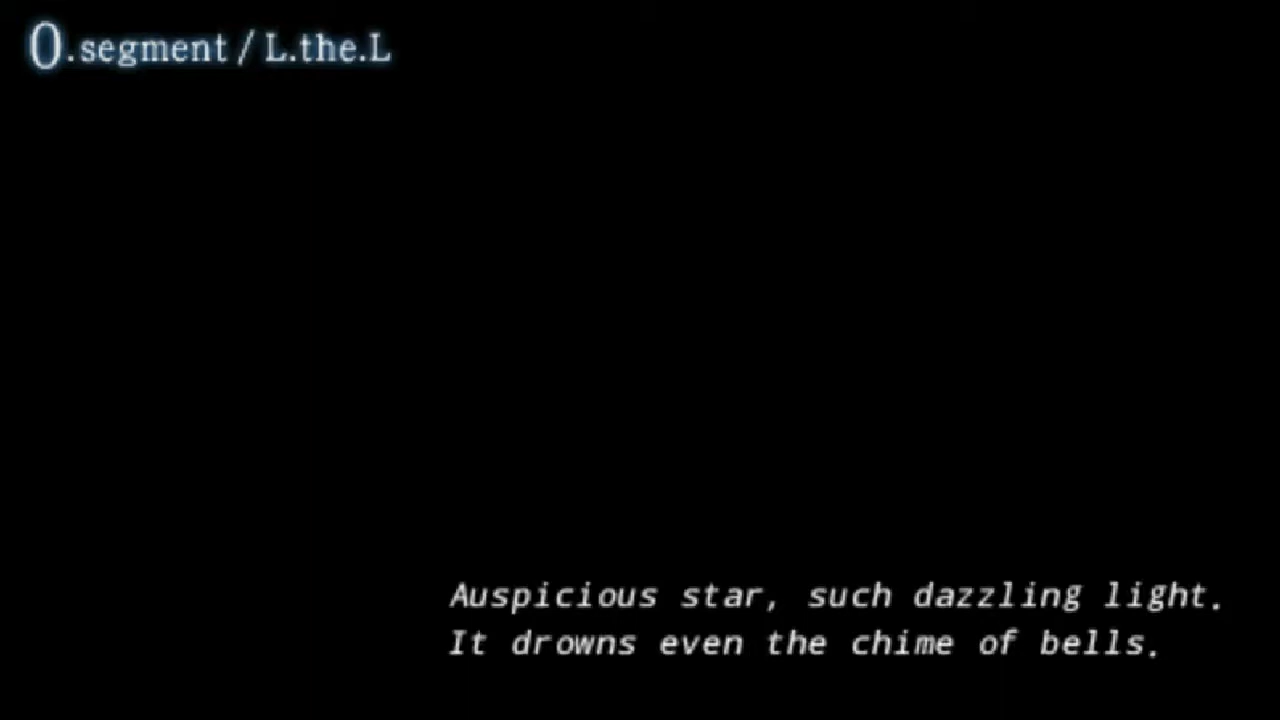 0.segment / L.the.L
Auspicious star, such dazzling light.
It drowns even the chime of bells.